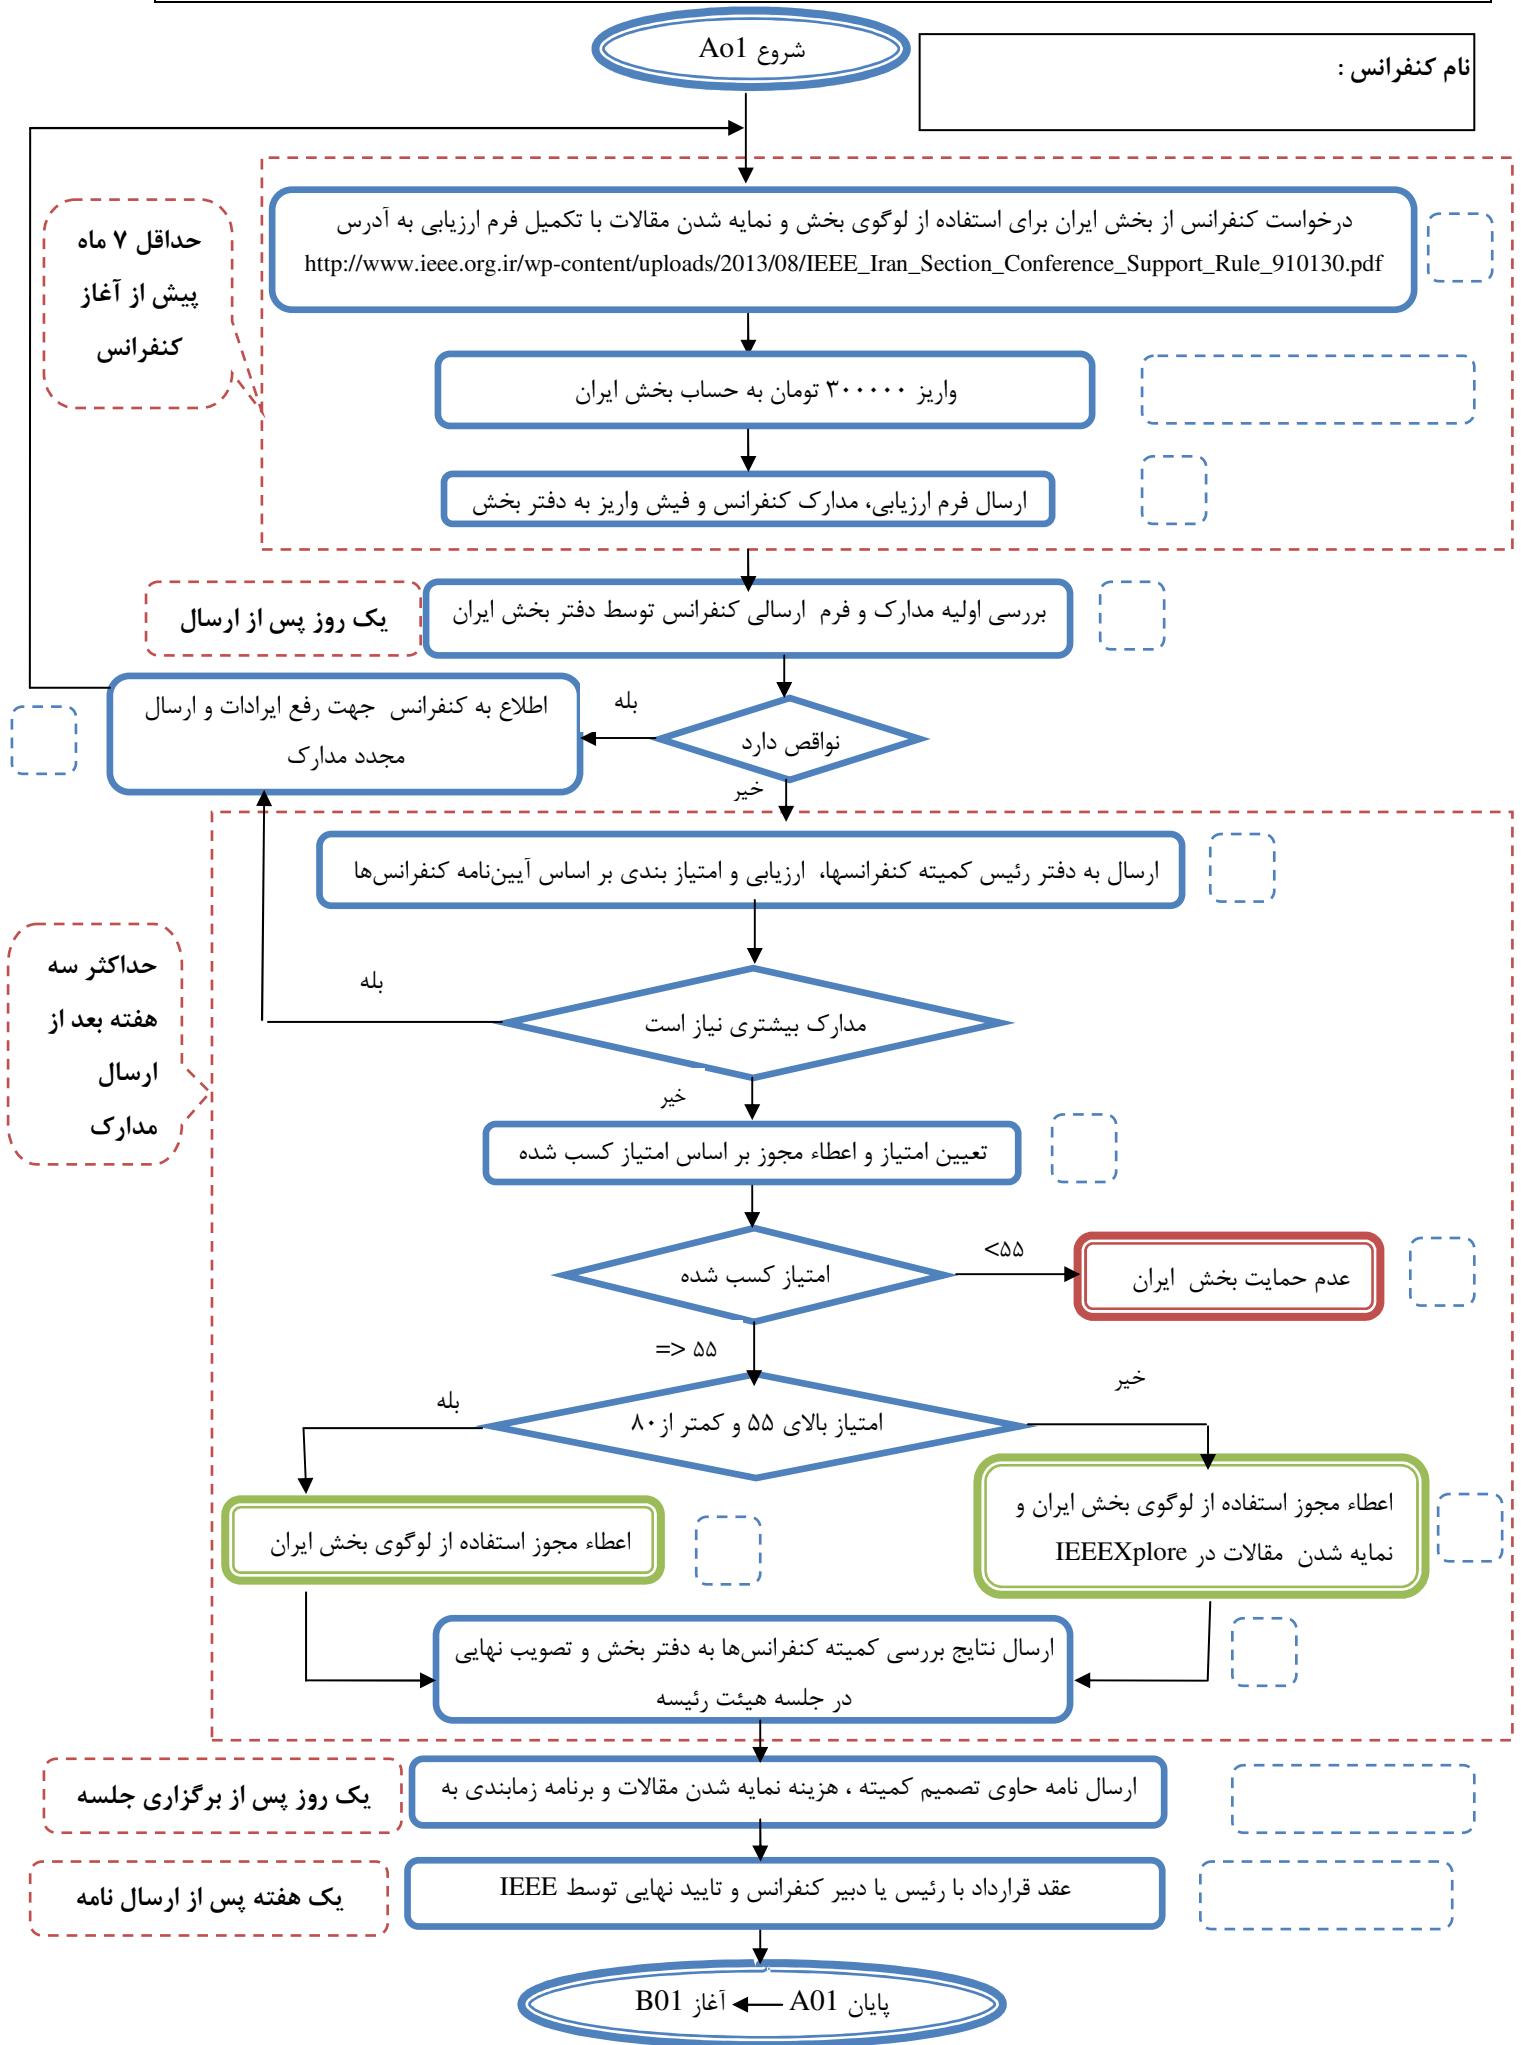 شروع Ao1
نام کنفرانس :
درخواست کنفرانس از بخش ایران برای استفاده از لوگوی بخش و نمایه شدن مقالات با تکمیل فرم ارزیابی به آدرس
http://www.ieee.org.ir/wp-content/uploads/2013/08/IEEE_Iran_Section_Conference_Support_Rule_910130.pdf
حداقل ۷ ماه
پیش از آغاز
کنفرانس
واریز ۳۰۰۰۰۰ تومان به حساب بخش ایران
ارسال فرم ارزیابی، مدارک کنفرانس و فیش واریز به دفتر بخش
بررسی اولیه مدارک و فرم ارسالی کنفرانس توسط دفتر بخش ایران
یک روز پس از ارسال
نواقص دارد
بله
اطلاع به کنفرانس جهت رفع ایرادات و ارسال
مجدد مدارک
خیر
ارسال به دفتر رئیس کمیته کنفرانسها، ارزیابی و امتیاز بندی بر اساس آیین‌نامه کنفرانس‌ها
حداکثر سه
هفته بعد از
ارسال
مدارک
بله
مدارک بیشتری نیاز است
خیر
تعیین امتیاز و اعطاء مجوز بر اساس امتیاز کسب شده
امتیاز کسب شده
<۵۵
عدم حمایت بخش ایران
=> ۵۵
امتیاز بالای ۵۵ و کمتر از۸۰
خیر
بله
اعطاء مجوز استفاده از لوگوی بخش ایران و
نمایه شدن مقالات در IEEEXplore
اعطاء مجوز استفاده از لوگوی بخش ایران
ارسال نتایج بررسی کمیته کنفرانس‌ها به دفتر بخش و تصویب نهایی
در جلسه هیئت رئیسه
ارسال نامه حاوی تصمیم کمیته ، هزینه نمایه شدن مقالات و برنامه زمابندی به
یک روز پس از برگزاری جلسه
عقد قرارداد با رئیس یا دبیر کنفرانس و تایید نهایی توسط IEEE
یک هفته پس از ارسال نامه
پایان A01 آغاز B01